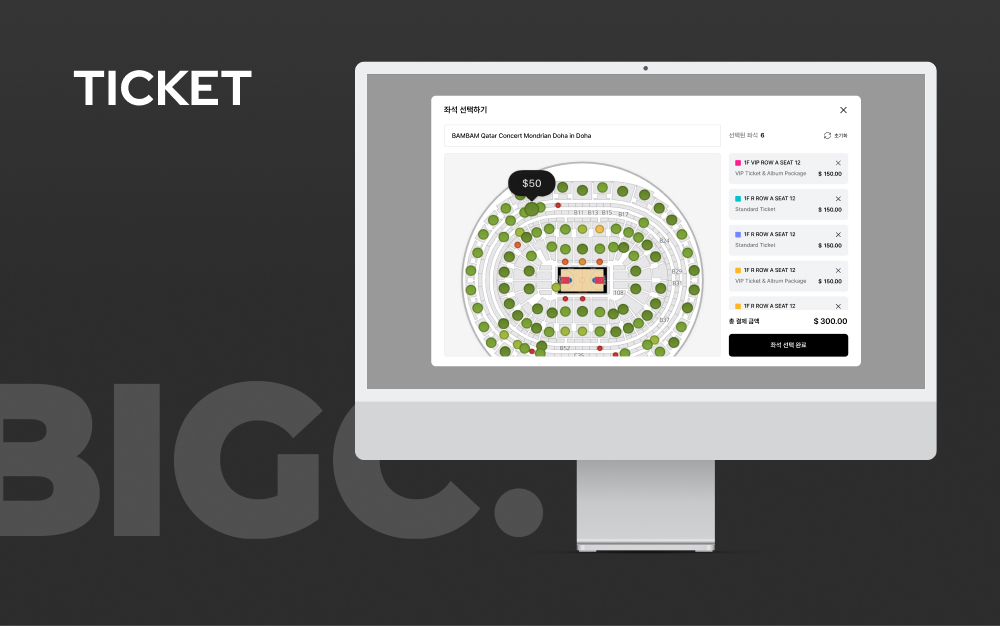 TICKET
좌석 선택하기
BAMBAM Qatar Concert Mondrian Doha in Doha
선택된 좌석 6
초기화
$50
B11 B13 B15 B17
B24
B29
B31
108
B37
B52
1F VIP ROW A SEAT 12
VIP Ticket & Album Package $ 150.00
1F R ROW A SEAT 12
Standard Ticket $ 150.00
1F R ROW A SEAT 12
Standard Ticket $ 150.00
1F R ROW A SEAT 12
VIP Ticket & Album Package $ 150.00
1F R ROW A SEAT 12
총 결제 금액 $ 300.00
좌석 선택 완료
BIGC.